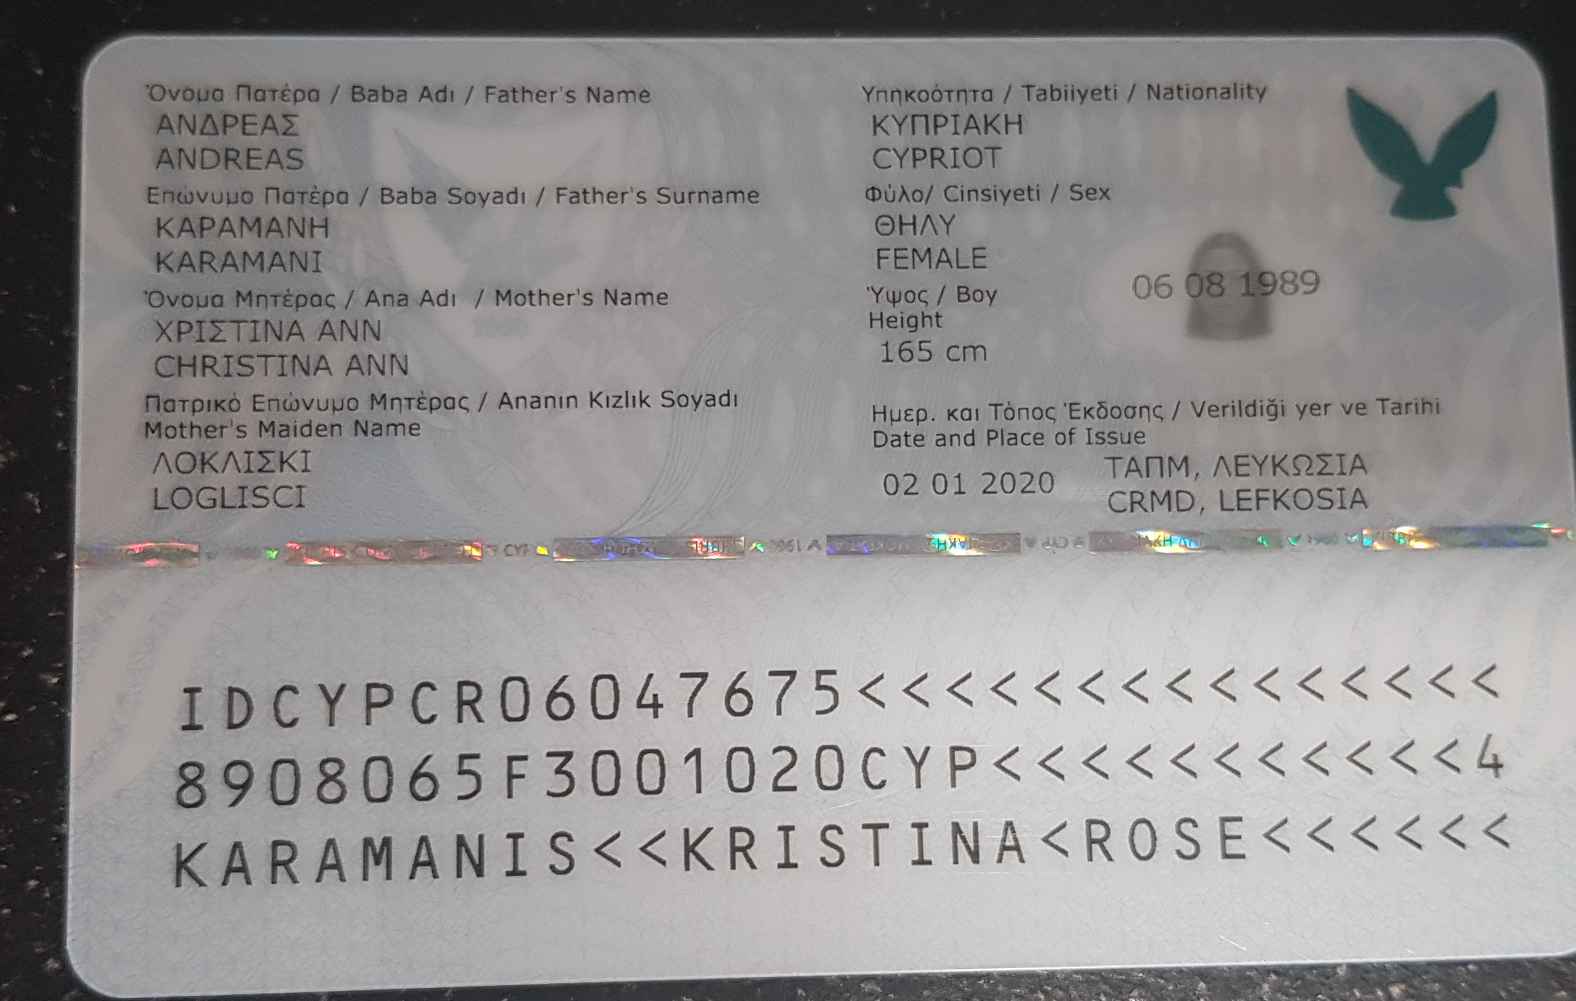 Όνομα Πατέρα / Baba Adı / Father's Name
ΑΝΔΡΕΑΣ
ANDREAS
Επώνυμο Πατέρα / Baba Soyadı / Father's Surname
ΚΑΡΑΜΑΝΗ
KARAMANI
Όνομα Μητέρας / Ana Adı / Mother's Name
ΧΡΙΣΤΙΝΑ ΑΝΝ
CHRISTINA ANN
Πατρικό Επώνυμο Μητέρας / Ananın Kızlık Soyadı
Mother's Maiden Name
ΛΟΚΛΙΣΚΙ
LOGLISCI
Υπηκοότητα / Tabiiyeti / Nationality
ΚΥΠΡΙΑΚΗ
CYPRIOT
Φύλο/ Cinsiyeti / Sex
ΘΗΛΥ
FEMALE
Ύψος / Boy
Height
165 cm
06 08 1989
Ημερ. και Τόπος Έκδοσης / Verildiği yer ve Tarihi
Date and Place of Issue
02 01 2020
ΤΑΠΜ, ΛΕΥΚΩΣΙΑ
CRMD, LEFKOSIA
IDCYPCR06047675<<<<<<<<<<<<<<<
8908065F3001020CYP<<<<<<<<<<<4
KARAMANIS<<KRISTINA<ROSE<<<<<<